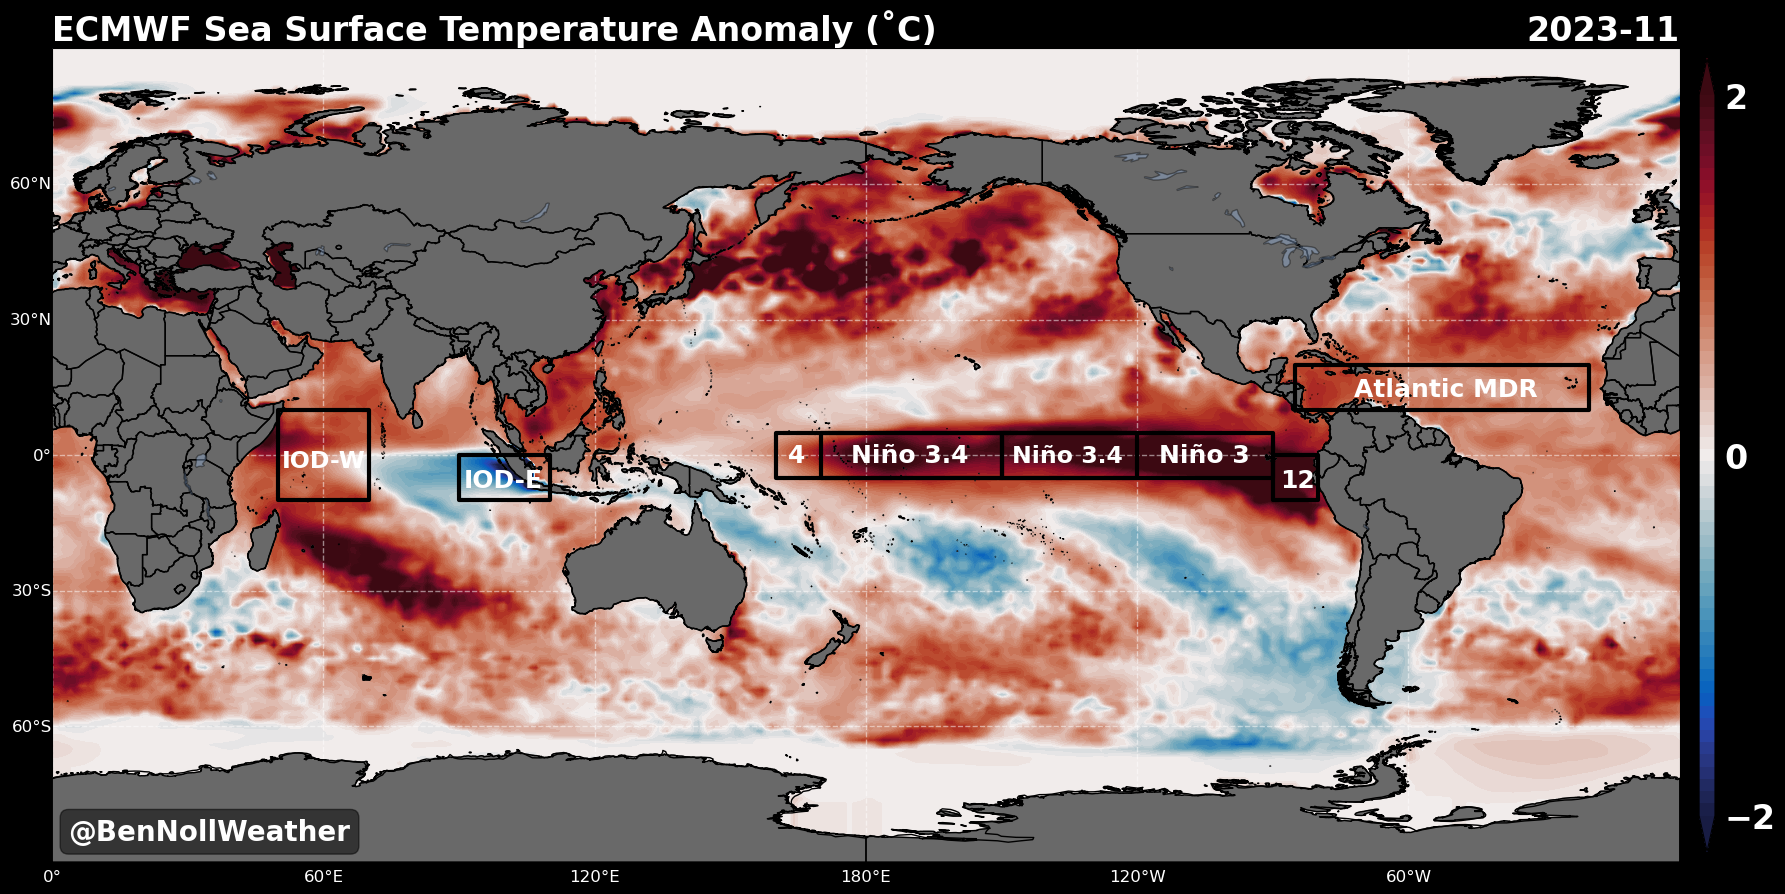 ECMWF Sea Surface Temperature Anomaly (˚C) 2023-11
2
60°N
30°N
Atlantic MDR
0° IOD-W 4 Niño 3.4 Niño 3.4 Niño 3 0
IOD-E 12
30°S
60°S
−2
@BenNollWeather
0° 60°E 120°E 180°E 120°W 60°W